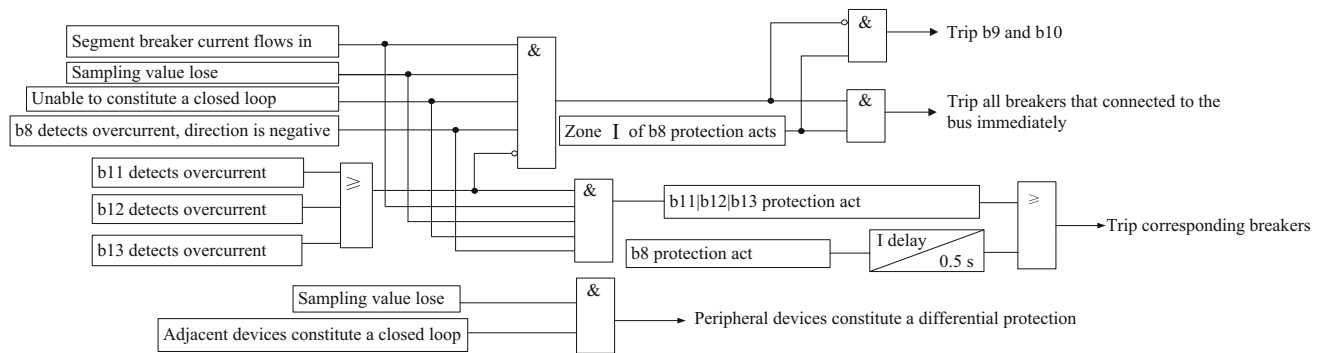 Segment breaker current flows in
Sampling value lose
Unable to constitute a closed loop
b8 detects overcurrent, direction is negative
&
&
Trip b9 and b10
&
Trip all breakers that connected to the
bus immediately
Zone I of b8 protection acts
b11 detects overcurrent
b12 detects overcurrent
b13 detects overcurrent
≥
&
b11|b12|b13 protection act
b8 protection act
I delay
0.5 s
≥
Trip corresponding breakers
Sampling value lose
Adjacent devices constitute a closed loop
&
Peripheral devices constitute a differential protection